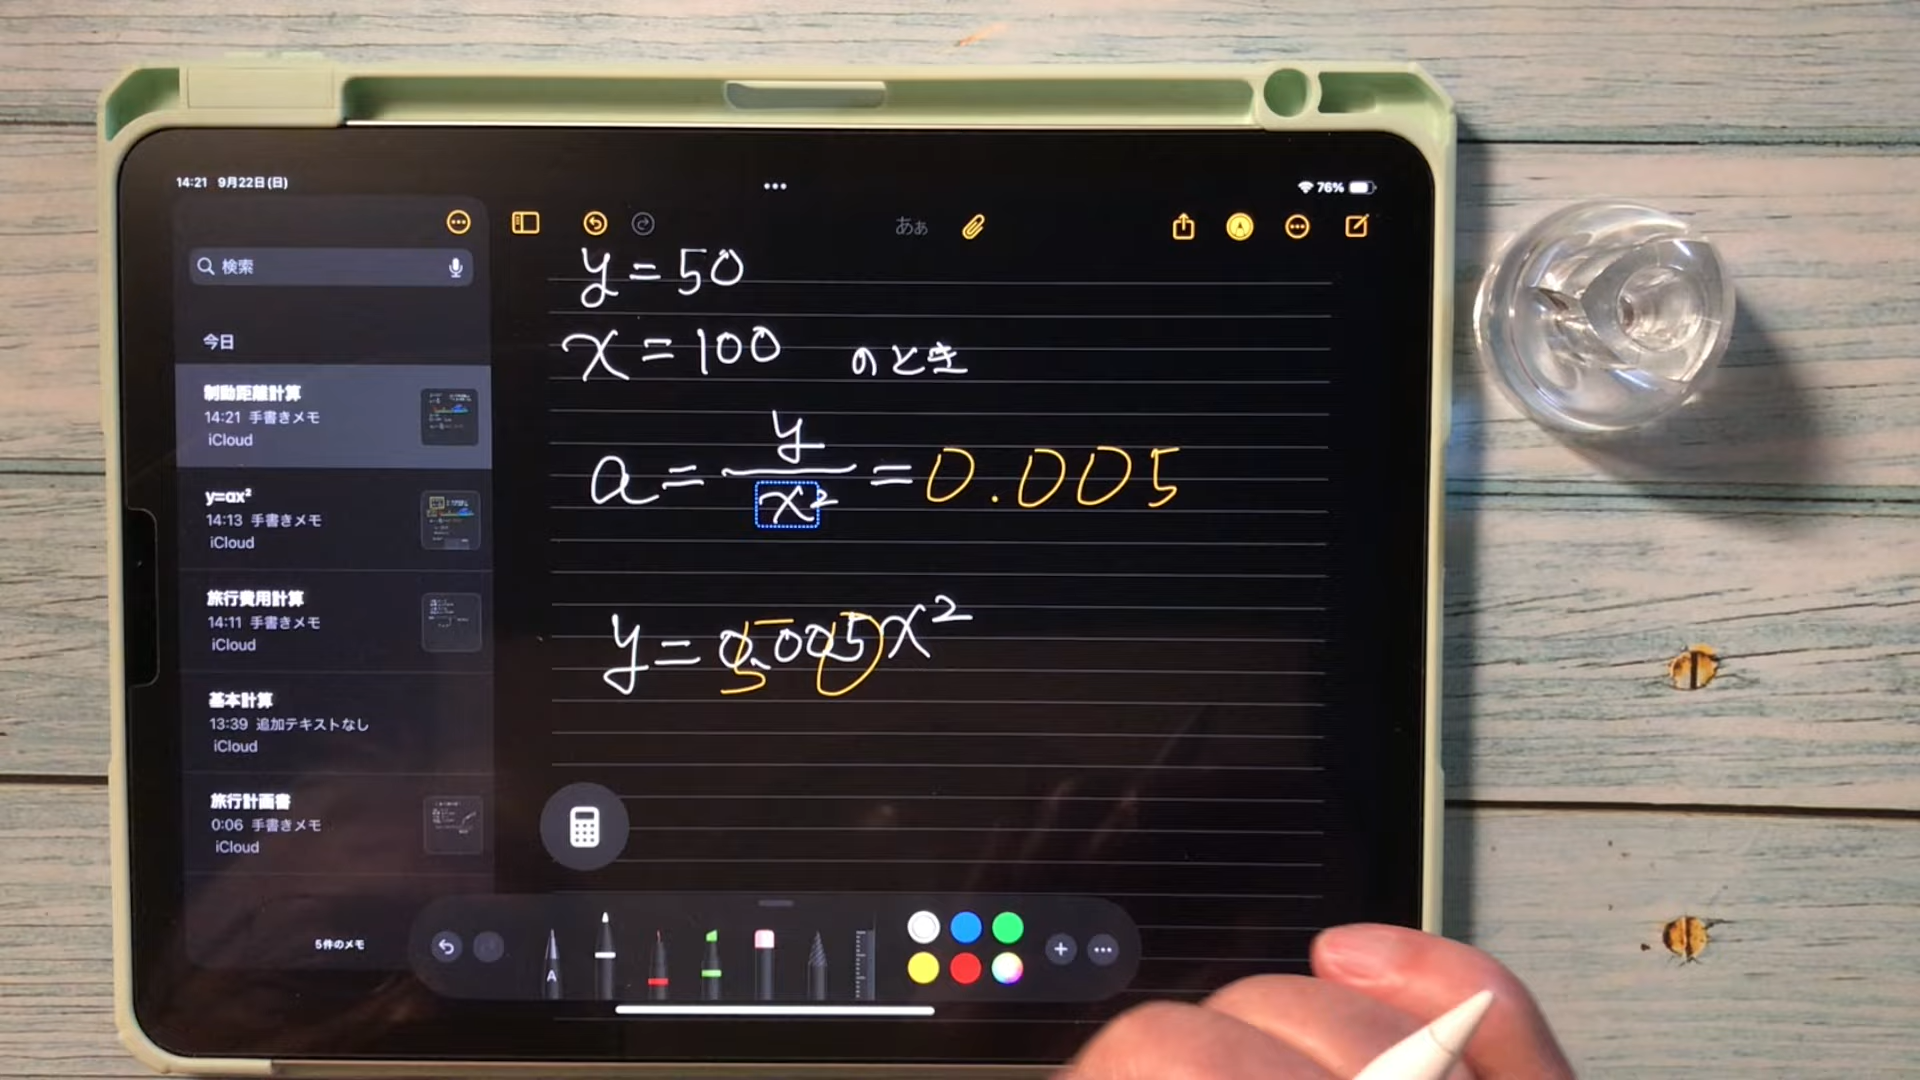 14:21 9月22日(日)
76%
検索
あぁ
今日
制動距離計算
14:21 手書きメモ
iCloud
y=ax²
14:13 手書きメモ
iCloud
旅行費用計算
14:11 手書きメモ
iCloud
基本計算
13:39 追加テキストなし
iCloud
旅行計画書
0:06 手書きメモ
iCloud
5件のメモ
y = 50
x = 100 のとき
a = y/x² = 0.005
y = 0.005x²
A